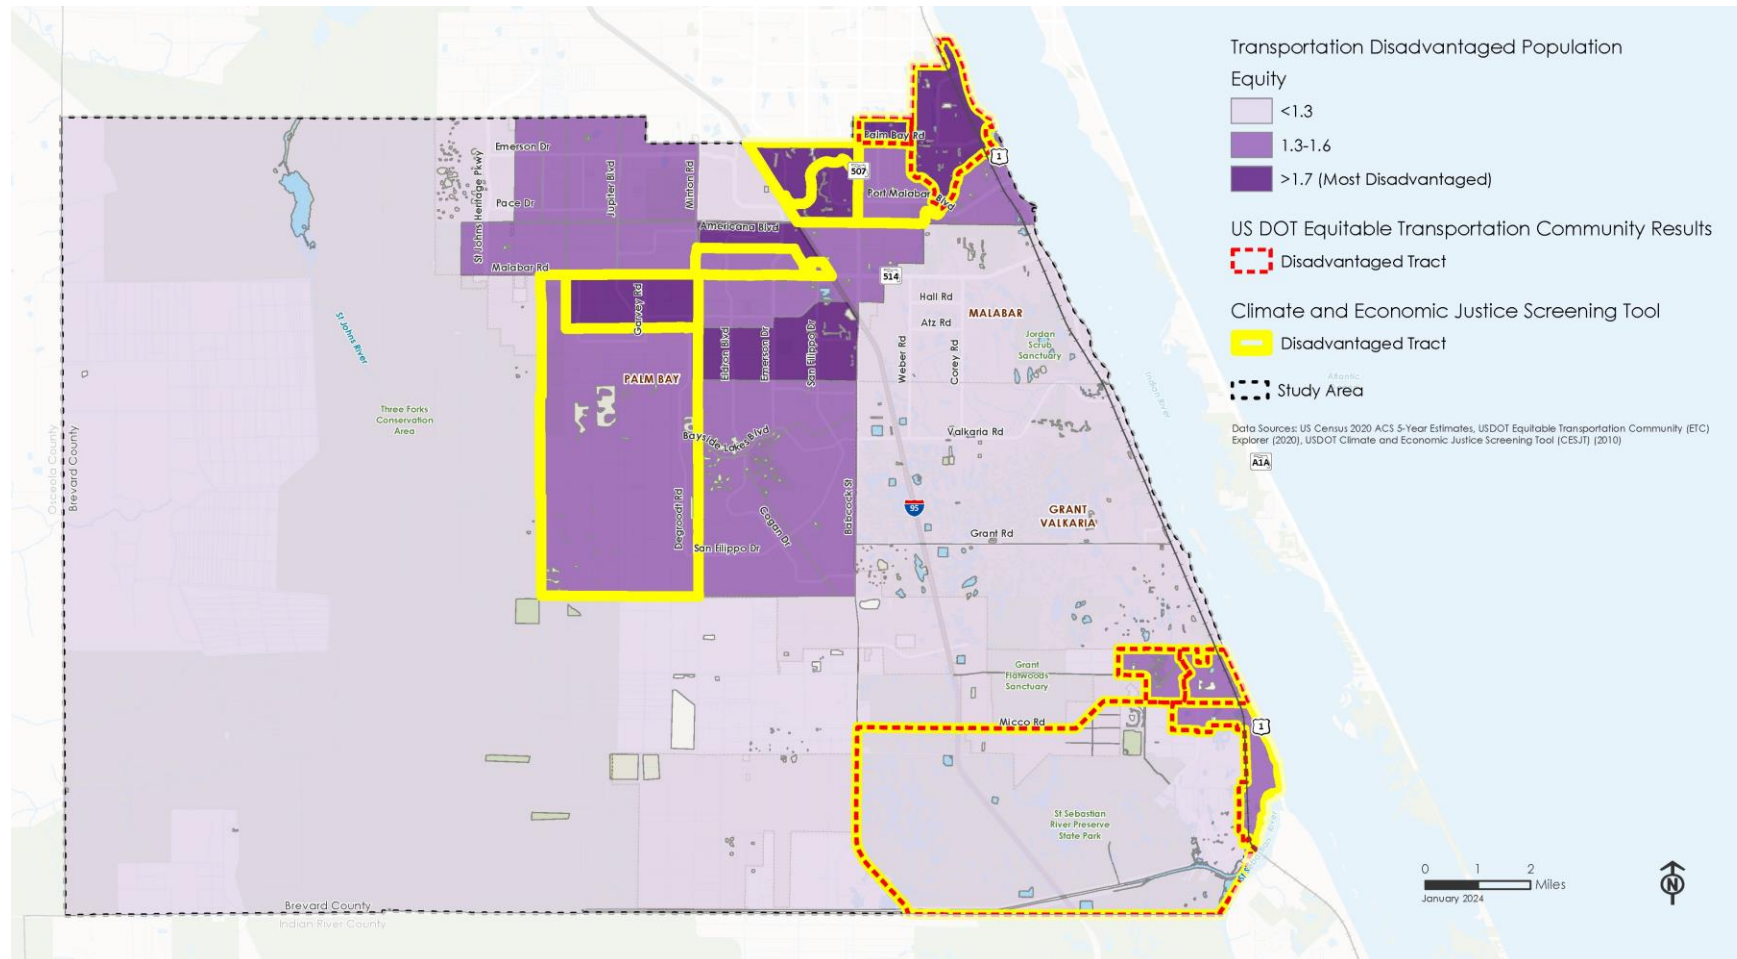 Transportation Disadvantaged Population
Equity
<1.3
1.3-1.6
>1.7 (Most Disadvantaged)
US DOT Equitable Transportation Community Results
Disadvantaged Tract
Climate and Economic Justice Screening Tool
Disadvantaged Tract
Study Area
Data Sources: US Census 2020 ACS 5-Year Estimates, USDOT Equitable Transportation Community (ETC)
Explorer (2020), USDOT Climate and Economic Justice Screening Tool (CESJT) (2010)
A1A
Atlantic
Palm Bay Rd
Emerson Dr
1
507
St Johns Heritage Pkwy
Jupiter Blvd
Minton Rd
Pace Dr
Port Malabar Blvd
Americana Blvd
Malabar Rd
514
Garvey Rd
Hall Rd
MALABAR
Atz Rd
St Johns River
Jordan
Scrub
Sanctuary
Eldron Blvd
Emerson Dr
San Filippo Dr
Weber Rd
Corey Rd
PALM BAY
Indian River
Three Forks
Conservation
Area
Bayside Lakes Blvd
Valkaria Rd
Osceola County
Brevard County
Degroodt Rd
Cogan Dr
Babcock St
95
GRANT
VALKARIA
Grant Rd
San Filippo Dr
Grant
Flatwoods
Sanctuary
Micco Rd
1
St Sebastian
River Preserve
State Park
Brevard County
Indian River County
0 1 2
Miles
January 2024
N